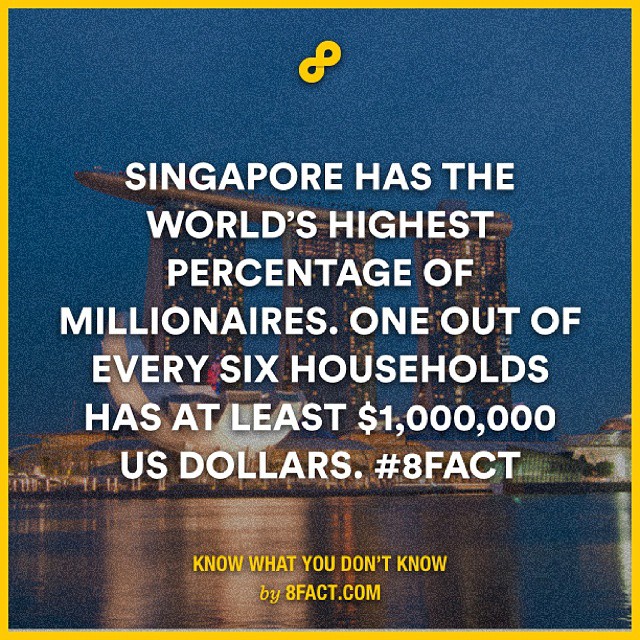 SINGAPORE HAS THE
WORLD'S HIGHEST
PERCENTAGE OF
MILLIONAIRES. ONE OUT OF
EVERY SIX HOUSEHOLDS
HAS AT LEAST $1,000,000
US DOLLARS. #8FACT
KNOW WHAT YOU DON'T KNOW
by 8FACT.COM